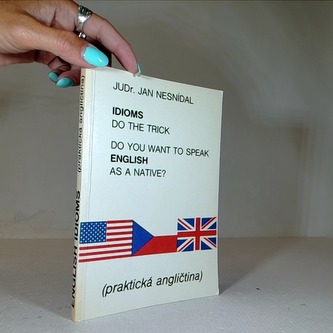 JUDr. JAN NESNÍDAL
IDIOMS
DO THE TRICK
DO YOU WANT TO SPEAK
ENGLISH
AS A NATIVE?
(praktická angličtina)
ENGLISH IDIOMS (praktická angličtina)